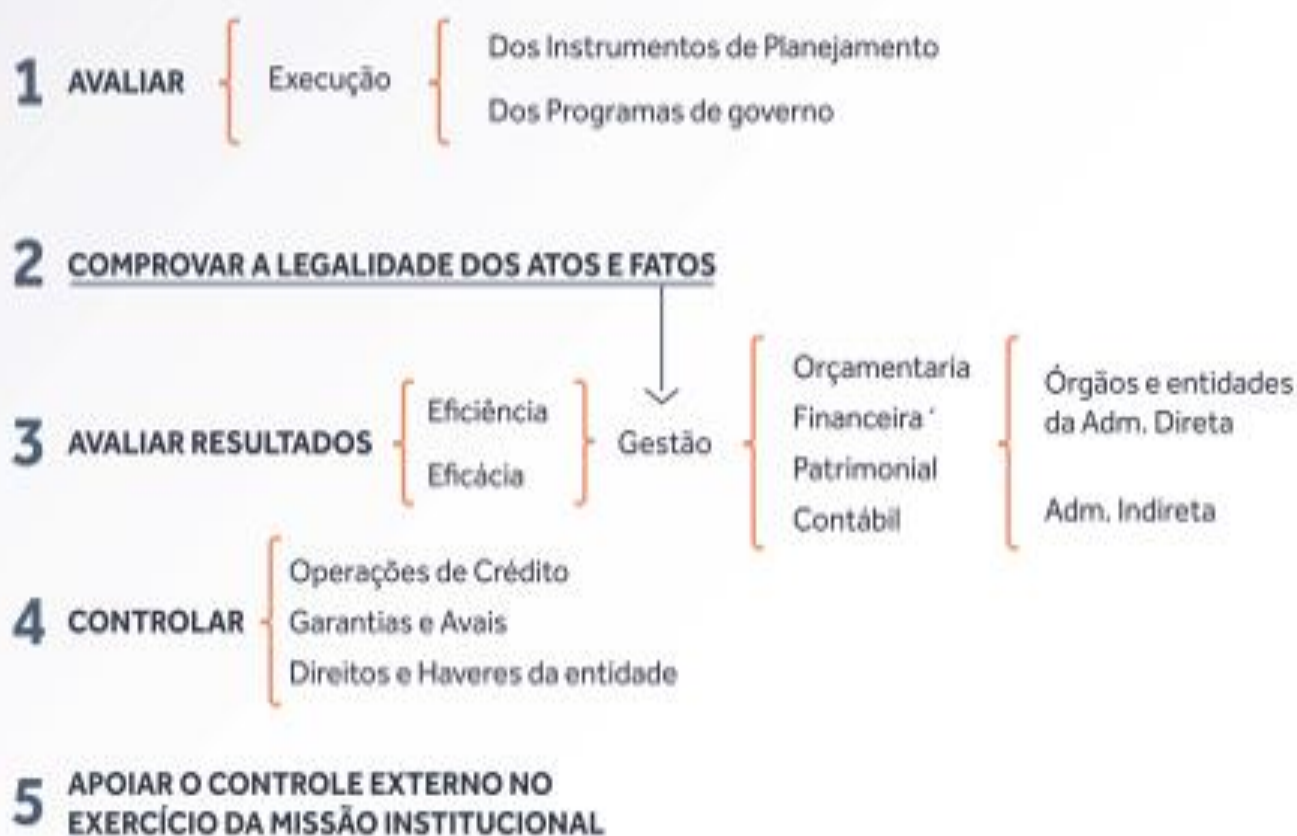 1 AVALIAR
Execução
Dos Instrumentos de Planejamento
Dos Programas de governo
2 COMPROVAR A LEGALIDADE DOS ATOS E FATOS
3 AVALIAR RESULTADOS
Eficiência
Eficácia
Gestão
Orçamentaria
Financeira '
Patrimonial
Contábil
Órgãos e entidades
da Adm. Direta
Adm. Indireta
4 CONTROLAR
Operações de Crédito
Garantias e Avais
Direitos e Haveres da entidade
5 APOIAR O CONTROLE EXTERNO NO
EXERCÍCIO DA MISSÃO INSTITUCIONAL